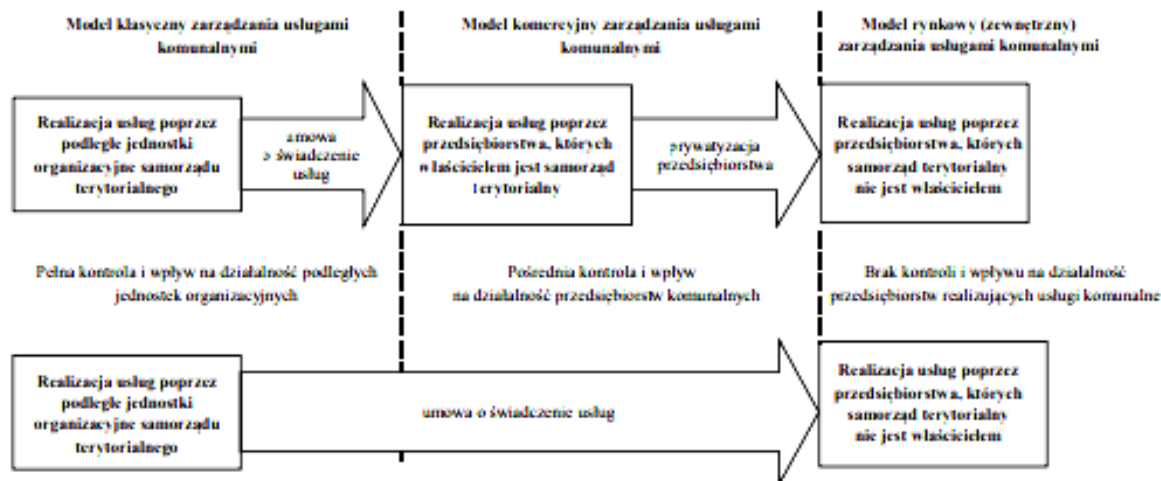 Model klasyczny zarządzania usługami
komunalnymi
Model komercyjny zarządzania usługami
komunalnymi
Model rynkowy (zewnętrzny)
zarządzania usługami komunalnymi
Realizacja usług poprzez
podległe jednostki
organizacyjne samorządu
terytorialnego
umowa
o świadczenie
usług
Realizacja usług poprzez
przedsiębiorstwa, których
właścicielem jest samorząd
terytorialny
prywatyzacja
przedsiębiorstwa
Realizacja usług poprzez
przedsiębiorstwa, których
samorząd terytorialny
nie jest właścicielem
Pełna kontrola i wpływ na działalność podległych
jednostek organizacyjnych
Pośrednia kontrola i wpływ
na działalność przedsiębiorstw komunalnych
Brak kontroli i wpływu na działalność
przedsiębiorstw realizujących usługi komunalne
Realizacja usług poprzez
podległe jednostki
organizacyjne samorządu
terytorialnego
umowa o świadczenie usług
Realizacja usług poprzez
przedsiębiorstwa, których
samorząd terytorialny
nie jest właścicielem